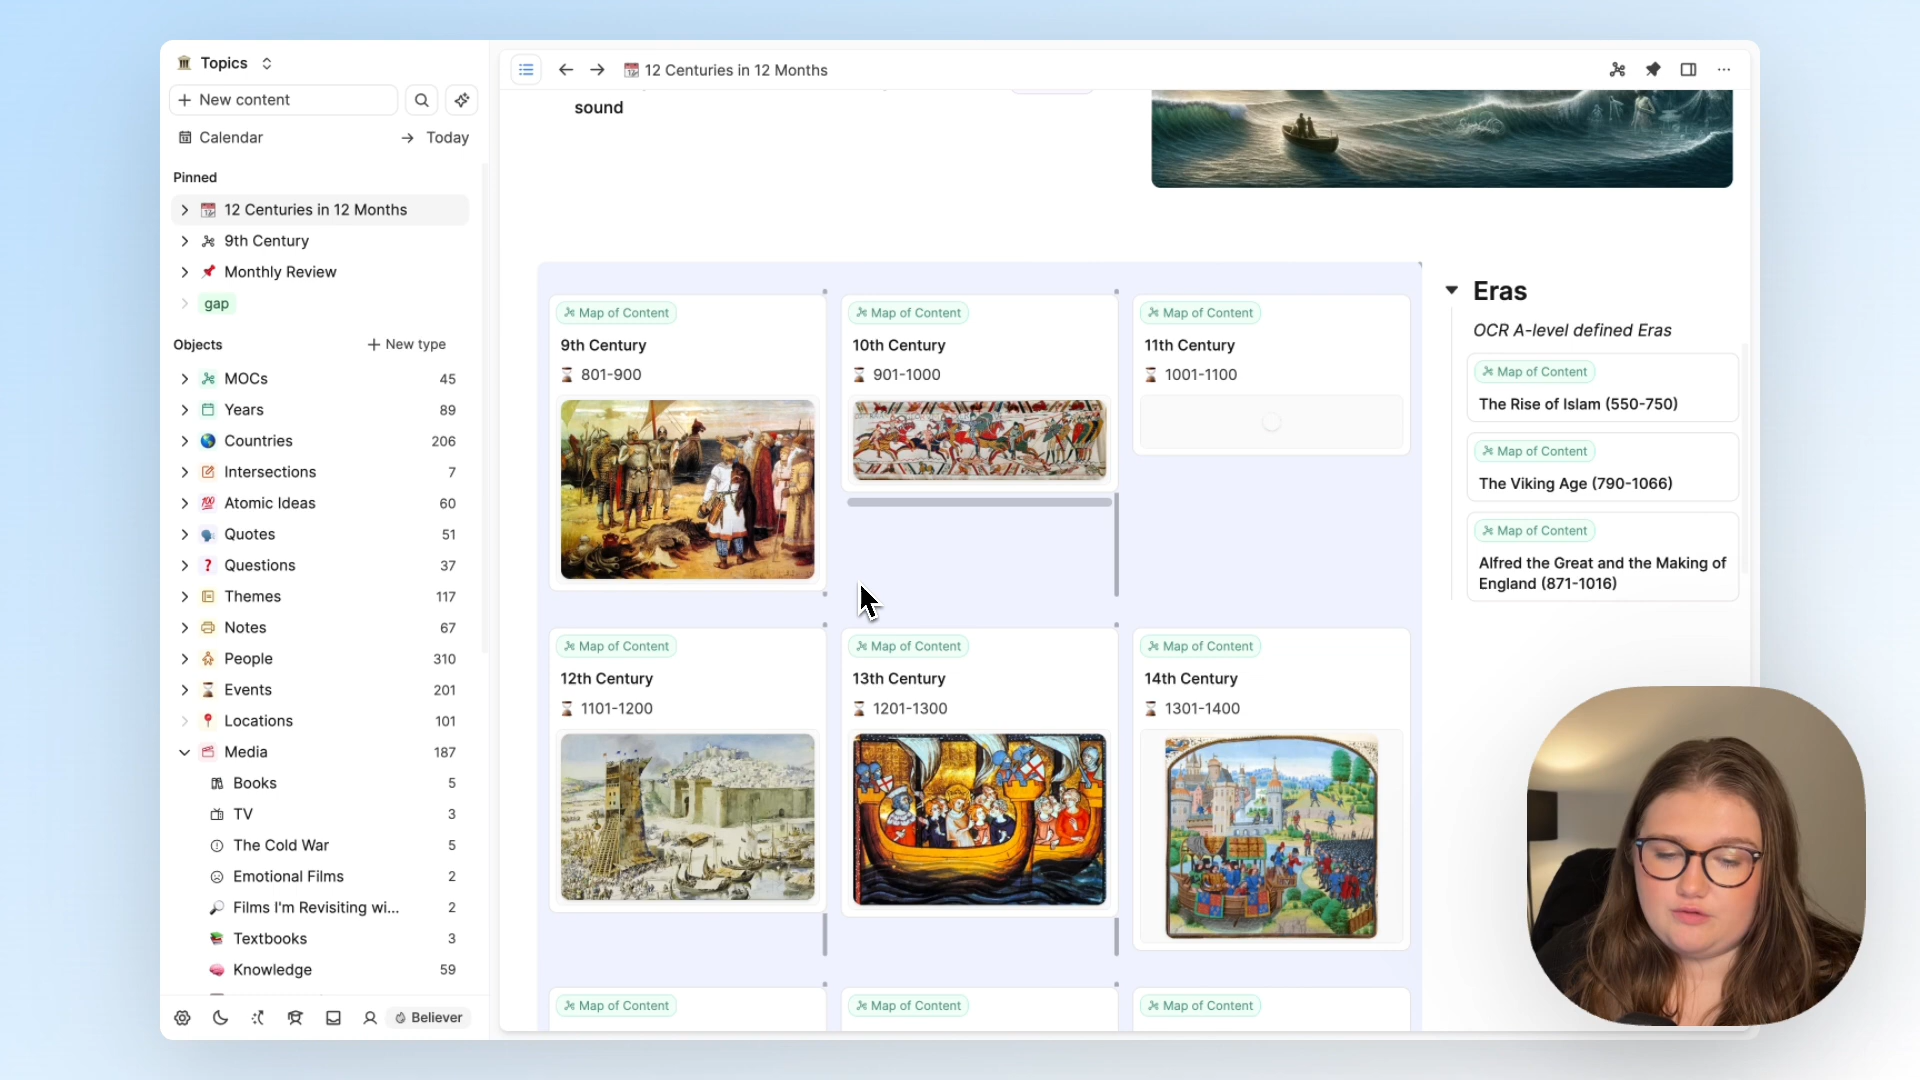 Topics
New content
Calendar
Today
Pinned
12 Centuries in 12 Months
9th Century
Monthly Review
gap
Objects
New type
MOCs 45
Years 89
Countries 206
Intersections 7
Atomic Ideas 60
Quotes 51
Questions 37
Themes 117
Notes 67
People 310
Events 201
Locations 101
Media 187
Books 5
TV 3
The Cold War 5
Emotional Films 2
Films I'm Revisiting wi... 2
Textbooks 3
Knowledge 59
Believer
12 Centuries in 12 Months
sound
Map of Content
9th Century
801-900
Map of Content
10th Century
901-1000
Map of Content
11th Century
1001-1100
Map of Content
12th Century
1101-1200
Map of Content
13th Century
1201-1300
Map of Content
14th Century
1301-1400
Map of Content
Map of Content
Map of Content
Eras
OCR A-level defined Eras
Map of Content
The Rise of Islam (550-750)
Map of Content
The Viking Age (790-1066)
Map of Content
Alfred the Great and the Making of
England (871-1016)